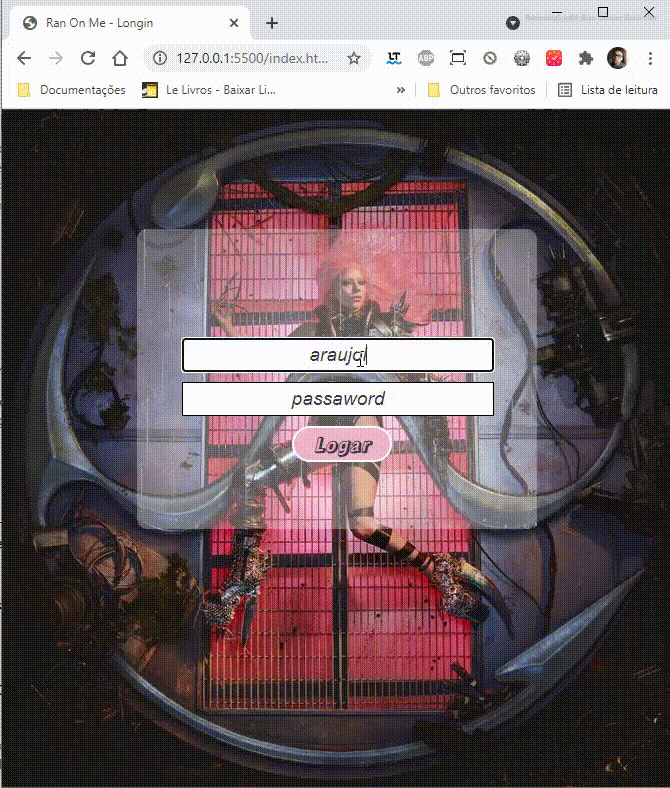 Ran On Me - Longin
127.0.0.1:5500/index.ht...
LT
ABP
Documentações
Le Livros - Baixar Li...
»
Outros favoritos
Lista de leitura
araujo
passaword
Logar